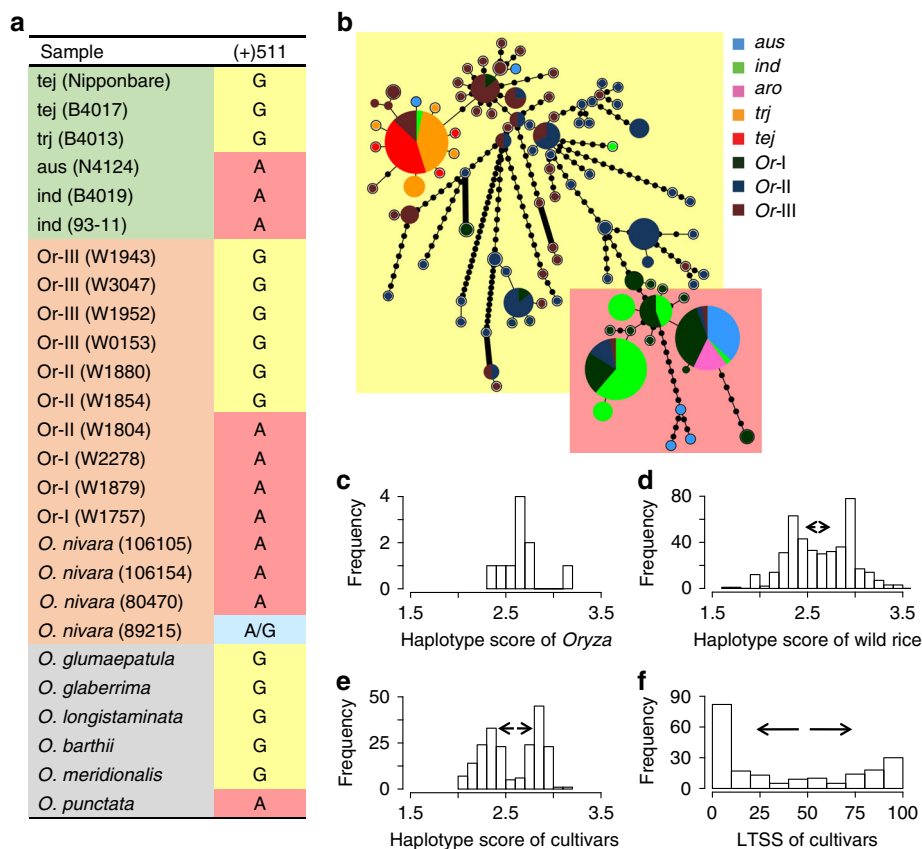 a
Sample (+)511
tej (Nipponbare) G
tej (B4017) G
trj (B4013) G
aus (N4124) A
ind (B4019) A
ind (93-11) A
Or-III (W1943) G
Or-III (W3047) G
Or-III (W1952) G
Or-III (W0153) G
Or-II (W1880) G
Or-II (W1854) G
Or-II (W1804) A
Or-I (W2278) A
Or-I (W1879) A
Or-I (W1757) A
O. nivara (106105) A
O. nivara (106154) A
O. nivara (80470) A
O. nivara (89215) A/G
O. glumaepatula G
O. glaberrima G
O. longistaminata G
O. barthii G
O. meridionalis G
O. punctata A
b
aus
ind
aro
trj
tej
Or-I
Or-II
Or-III
c
Frequency
4
2
0
1.5 2.5 3.5
Haplotype score of Oryza
d
Frequency
80
40
0
1.5 2.5 3.5
Haplotype score of wild rice
e
Frequency
50
25
0
1.5 2.5 3.5
Haplotype score of cultivars
f
Frequency
90
60
30
0
0 25 50 75 100
LTSS of cultivars